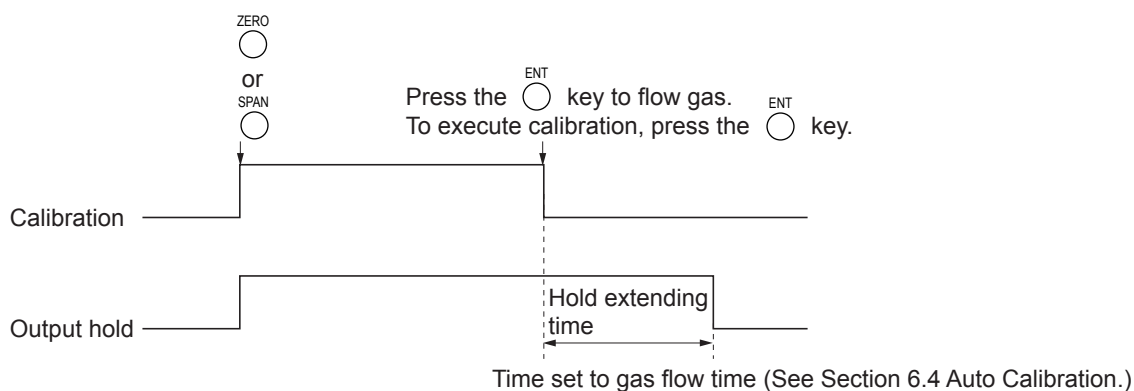 ZERO
or
SPAN
ENT
Press the key to flow gas.
ENT
To execute calibration, press the key.
Calibration
Output hold
Hold extending
time
Time set to gas flow time (See Section 6.4 Auto Calibration.)